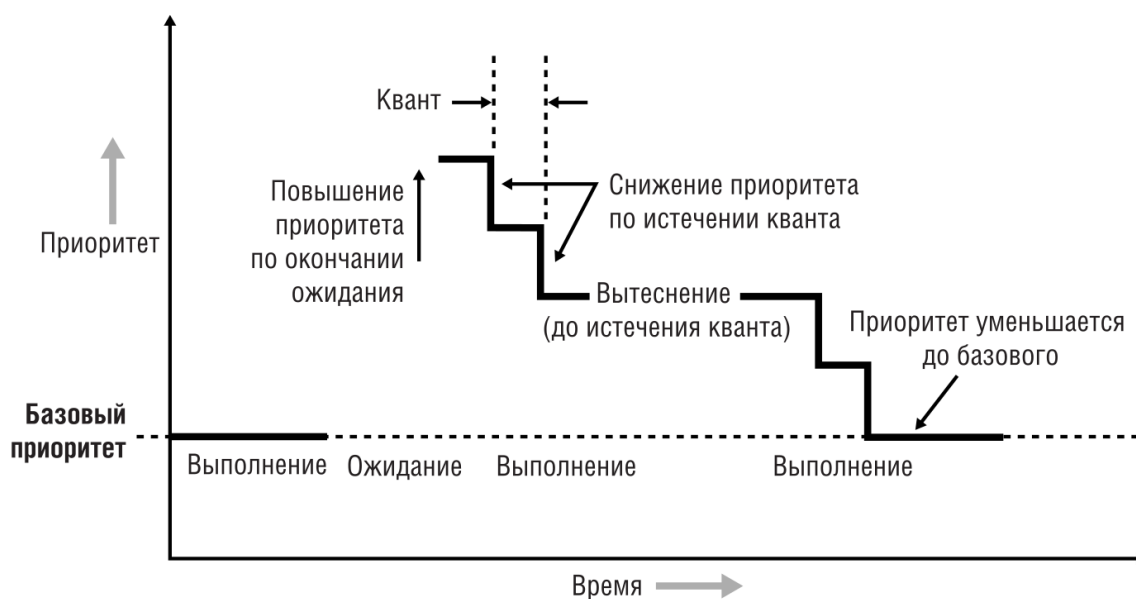 Квант
Повышение
приоритета
по окончании
ожидания
Снижение приоритета
по истечении кванта
Приоритет
Вытеснение
(до истечения кванта)
Приоритет уменьшается
до базового
Базовый
приоритет
Выполнение
Ожидание
Выполнение
Выполнение
Время